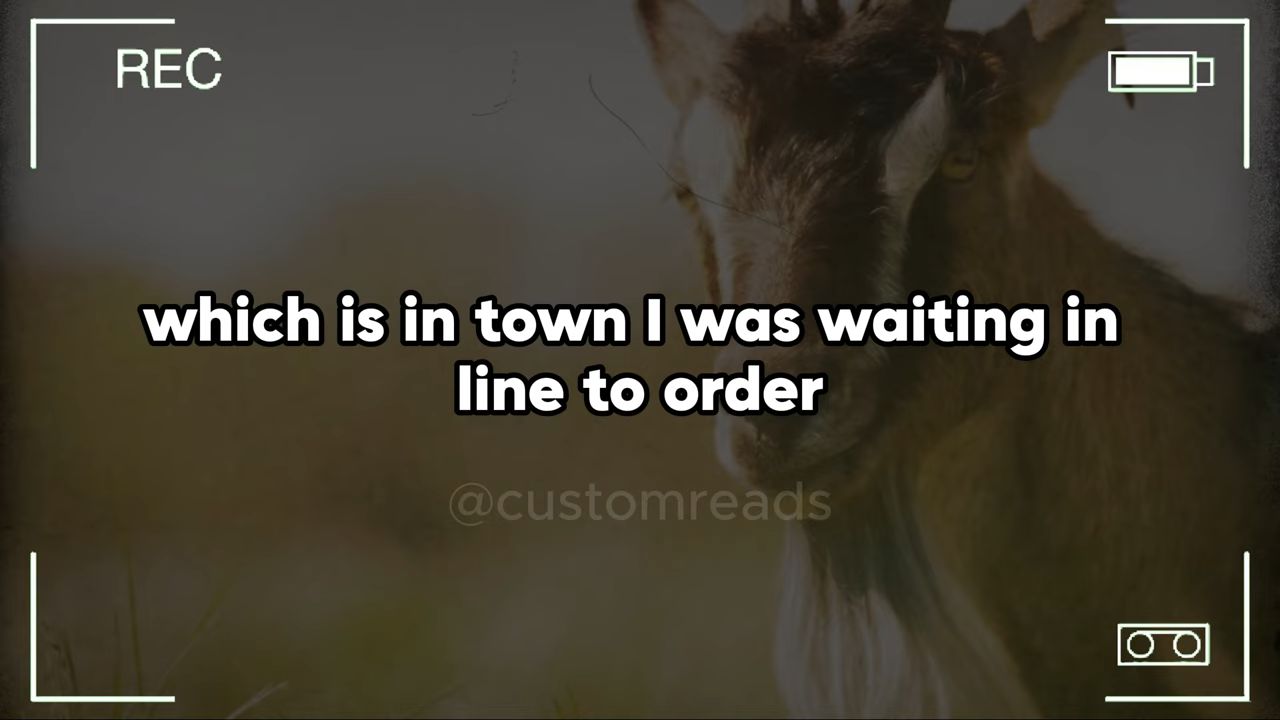 REC
which is in town I was waiting in
line to order
@customreads